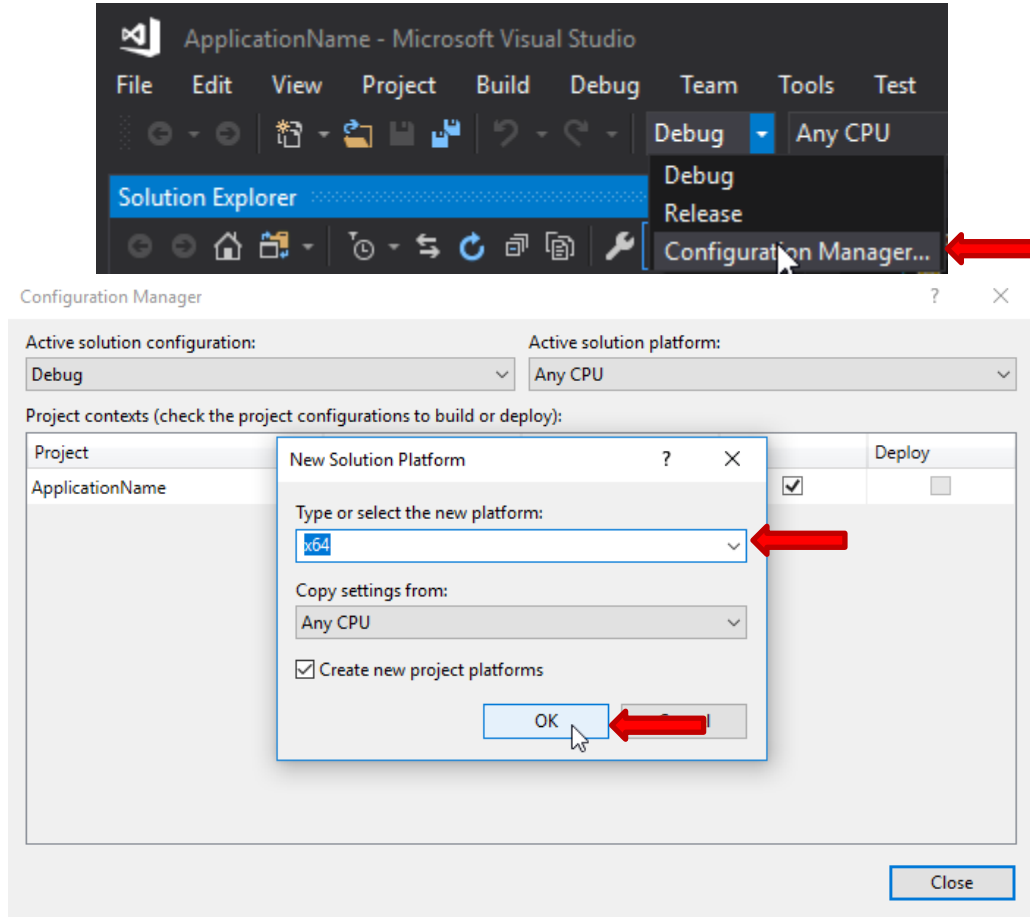 ApplicationName - Microsoft Visual Studio
File Edit View Project Build Debug Team Tools Test
Debug Any CPU
Debug
Solution Explorer
Release
Configuration Manager...
Configuration Manager ?
Active solution configuration: Active solution platform:
Debug Any CPU
Project contexts (check the project configurations to build or deploy):
Project Deploy
New Solution Platform ?
ApplicationName
Type or select the new platform:
x64
Copy settings from:
Any CPU
Create new project platforms
OK
Close